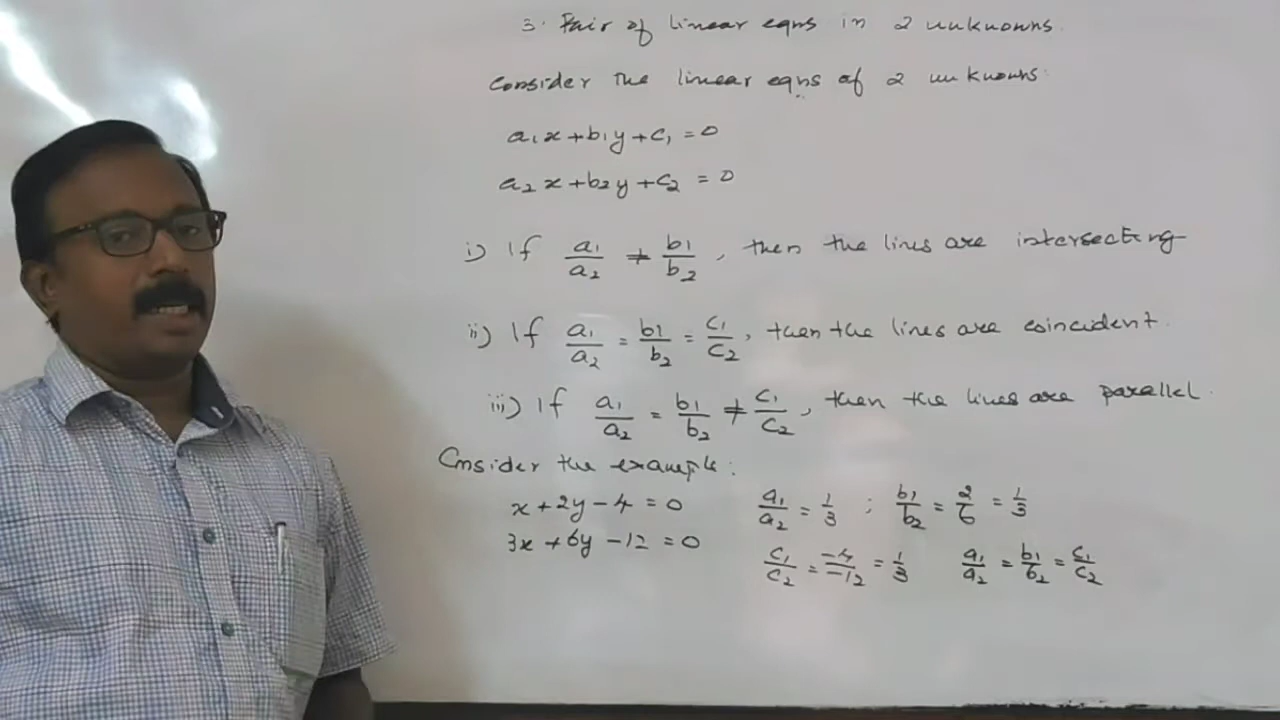 3. Pair of linear eqns in 2 unknowns.
Consider the linear eqns of 2 unknowns:
a₁x + b₁y + c₁ = 0
a₂x + b₂y + c₂ = 0
i) If a₁/a₂ ≠ b₁/b₂, then the lines are intersecting
ii) If a₁/a₂ = b₁/b₂ = c₁/c₂, then the lines are coincident.
iii) If a₁/a₂ = b₁/b₂ ≠ c₁/c₂, then the lines are parallel.
Consider the example:
x + 2y - 4 = 0 a₁/a₂ = 1/3 ; b₁/b₂ = 2/6 = 1/3
3x + 6y - 12 = 0 c₁/c₂ = -4/-12 = 1/3 a₁/a₂ = b₁/b₂ = c₁/c₂